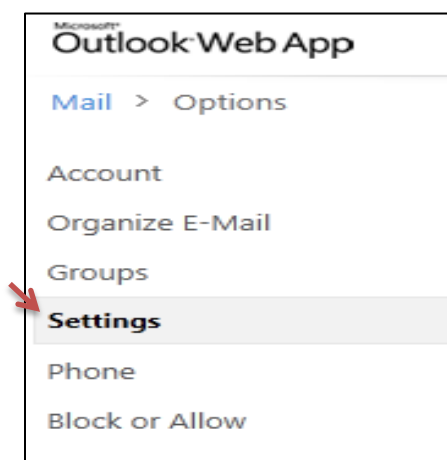 Microsoft®
Outlook Web App
Mail > Options
Account
Organize E-Mail
Groups
Settings
Phone
Block or Allow